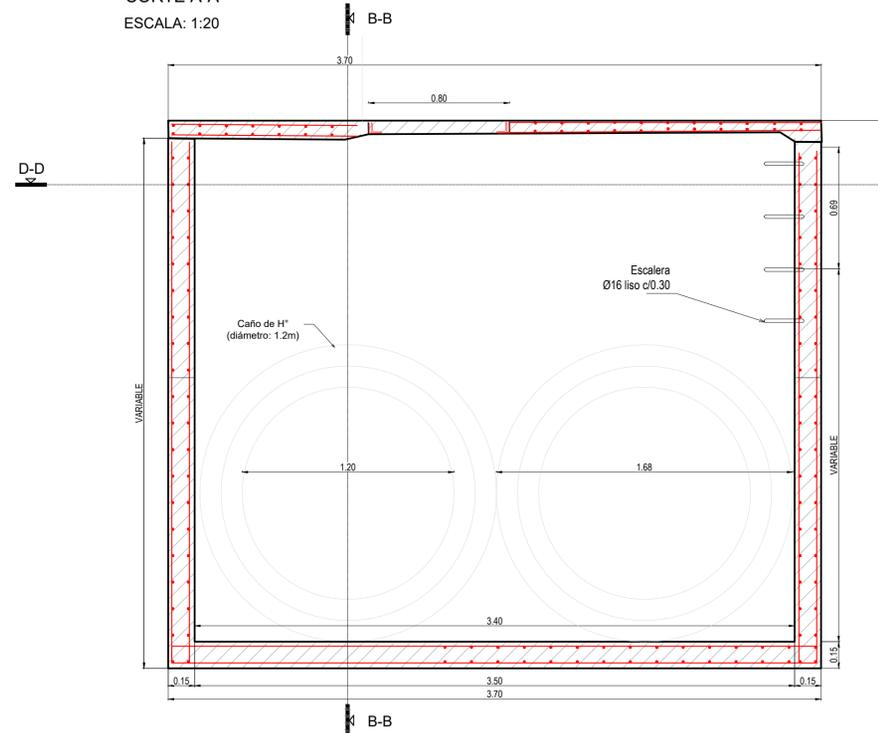 CORTE A-A
ESCALA: 1:20
B-B
3.70
0.80
D-D
0.69
Escalera
Ø16 liso c/0.30
Caño de H°
(diámetro: 1.2m)
VARIABLE
VARIABLE
1.20
1.68
3.40
0.15
0.15
3.50
0.15
3.70
B-B